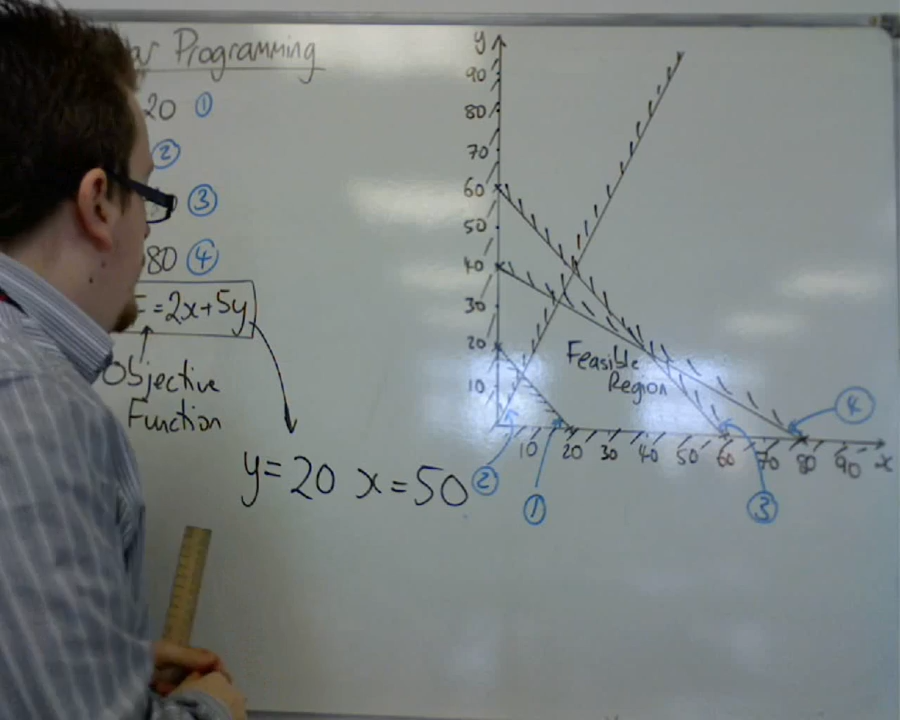 Programming
20 ①
②
③
80 ④
=2x+5y
Objective
Function
y=20 x=50
y
90
80
70
60
50
40
30
20
10
Feasible
Region
10 20 30 40 50 60 70 80 90 x
④
②
①
③